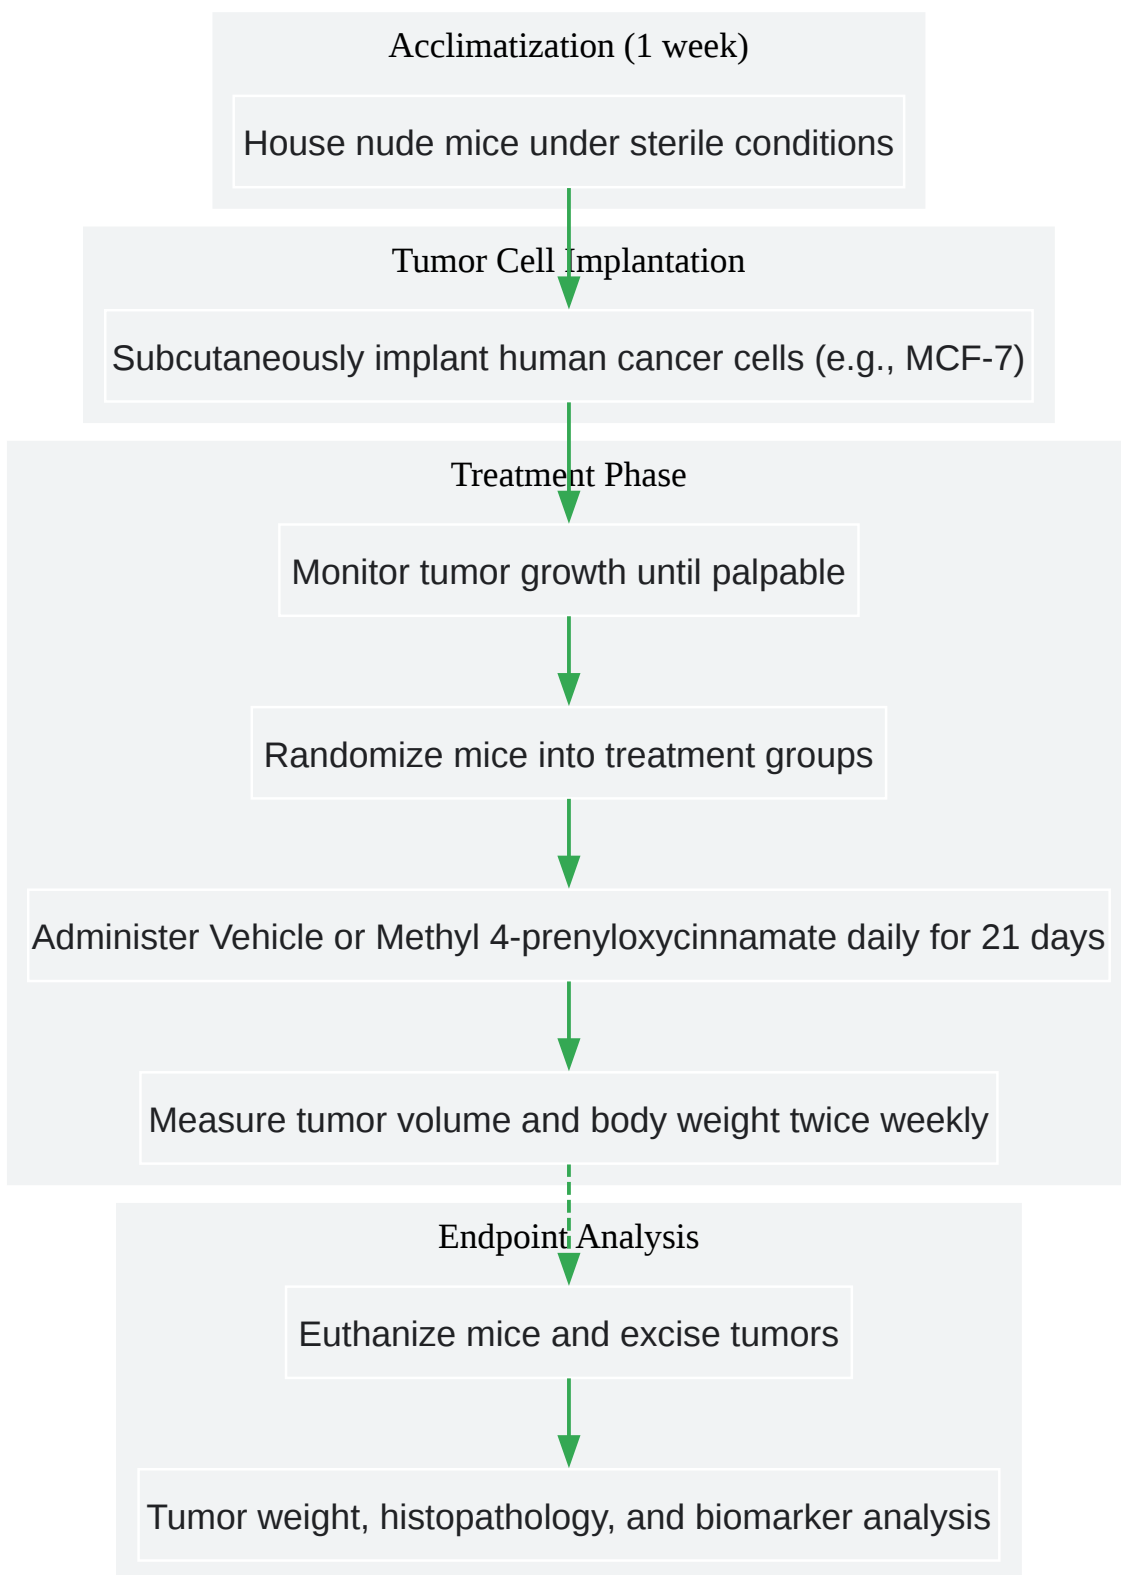 Acclimatization (1 week)
House nude mice under sterile conditions
Tumor Cell Implantation
Subcutaneously implant human cancer cells (e.g., MCF-7)
Treatment Phase
Monitor tumor growth until palpable
Randomize mice into treatment groups
Administer Vehicle or Methyl 4-prenyloxycinnamate daily for 21 days
Measure tumor volume and body weight twice weekly
Endpoint Analysis
Euthanize mice and excise tumors
Tumor weight, histopathology, and biomarker analysis